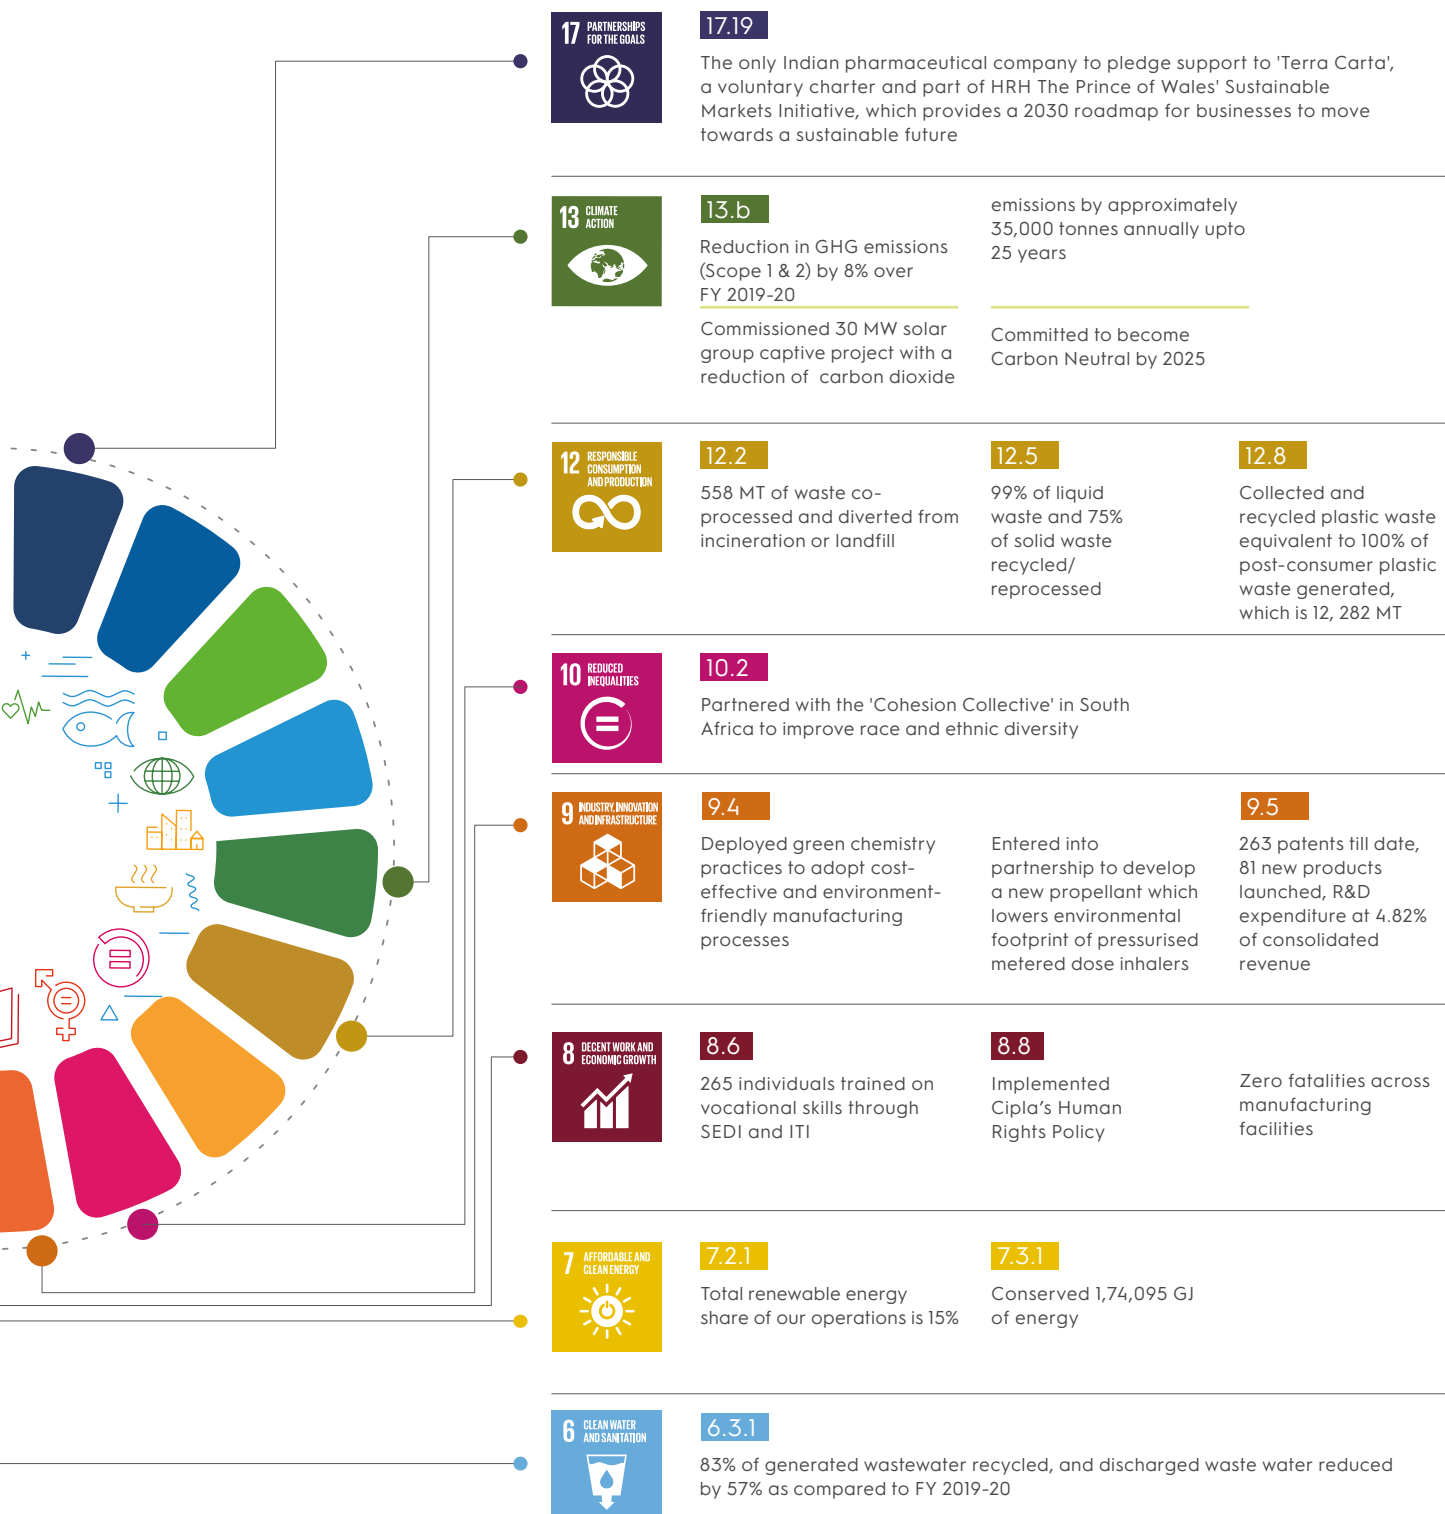 17 PARTNERSHIPS
FOR THE GOALS
17.19
The only Indian pharmaceutical company to pledge support to 'Terra Carta',
a voluntary charter and part of HRH The Prince of Wales' Sustainable
Markets Initiative, which provides a 2030 roadmap for businesses to move
towards a sustainable future
13 CLIMATE
ACTION
13.b
Reduction in GHG emissions
(Scope 1 & 2) by 8% over
FY 2019-20
Commissioned 30 MW solar
group captive project with a
reduction of carbon dioxide
emissions by approximately
35,000 tonnes annually upto
25 years
Committed to become
Carbon Neutral by 2025
12 RESPONSIBLE
CONSUMPTION
AND PRODUCTION
12.2
558 MT of waste co-
processed and diverted from
incineration or landfill
12.5
99% of liquid
waste and 75%
of solid waste
recycled/
reprocessed
12.8
Collected and
recycled plastic waste
equivalent to 100% of
post-consumer plastic
waste generated,
which is 12, 282 MT
10 REDUCED
INEQUALITIES
10.2
Partnered with the 'Cohesion Collective' in South
Africa to improve race and ethnic diversity
9 INDUSTRY, INNOVATION
AND INFRASTRUCTURE
9.4
Deployed green chemistry
practices to adopt cost-
effective and environment-
friendly manufacturing
processes
Entered into
partnership to develop
a new propellant which
lowers environmental
footprint of pressurised
metered dose inhalers
9.5
263 patents till date,
81 new products
launched, R&D
expenditure at 4.82%
of consolidated
revenue
8 DECENT WORK AND
ECONOMIC GROWTH
8.6
265 individuals trained on
vocational skills through
SEDI and ITI
8.8
Implemented
Cipla’s Human
Rights Policy
Zero fatalities across
manufacturing
facilities
7 AFFORDABLE AND
CLEAN ENERGY
7.2.1
Total renewable energy
share of our operations is 15%
7.3.1
Conserved 1,74,095 GJ
of energy
6 CLEAN WATER
AND SANITATION
6.3.1
83% of generated wastewater recycled, and discharged waste water reduced
by 57% as compared to FY 2019-20